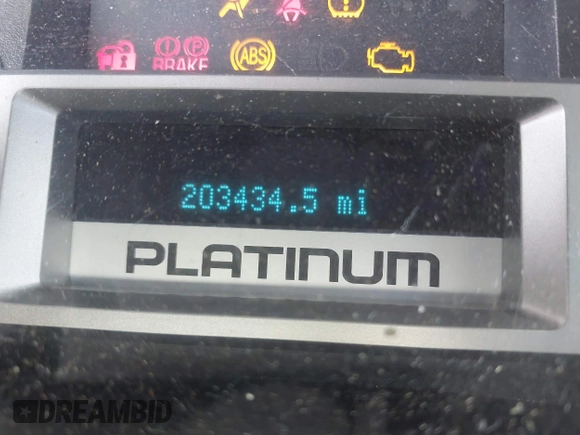 BRAKE
ABS
203434.5 mi
PLATINUM
DREAMBID